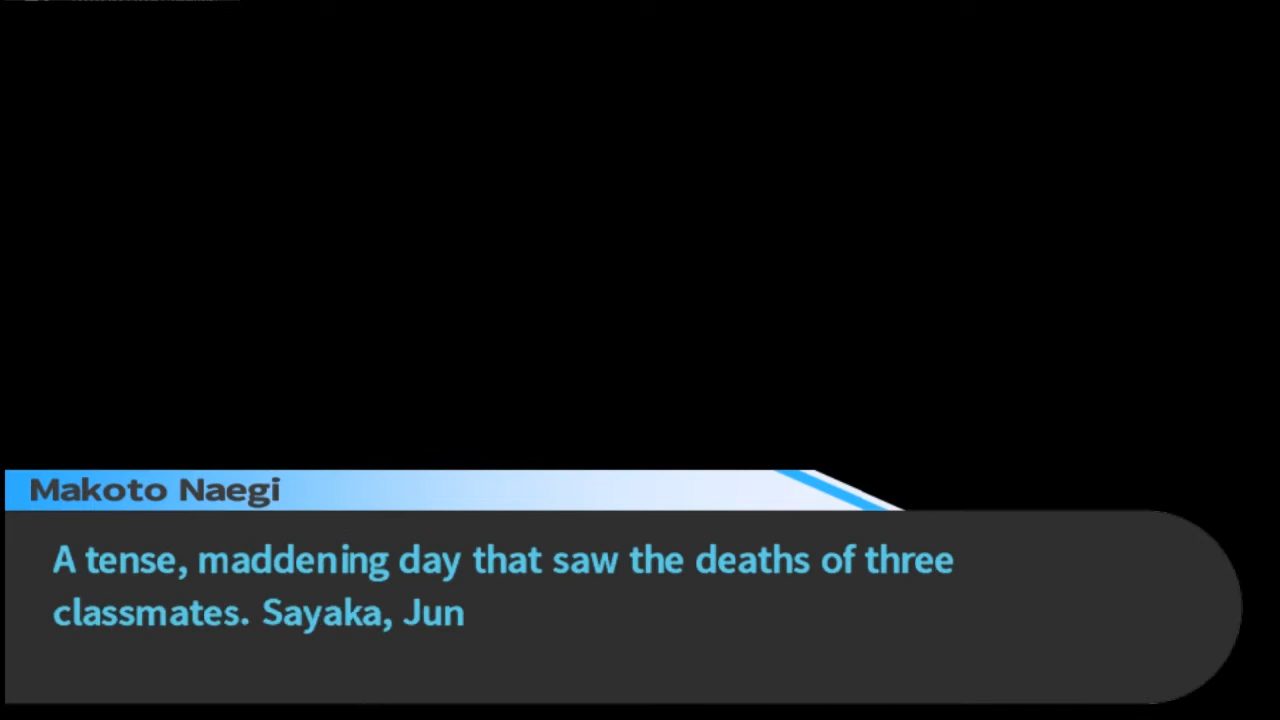 Makoto Naegi
A tense, maddening day that saw the deaths of three
classmates. Sayaka, Jun